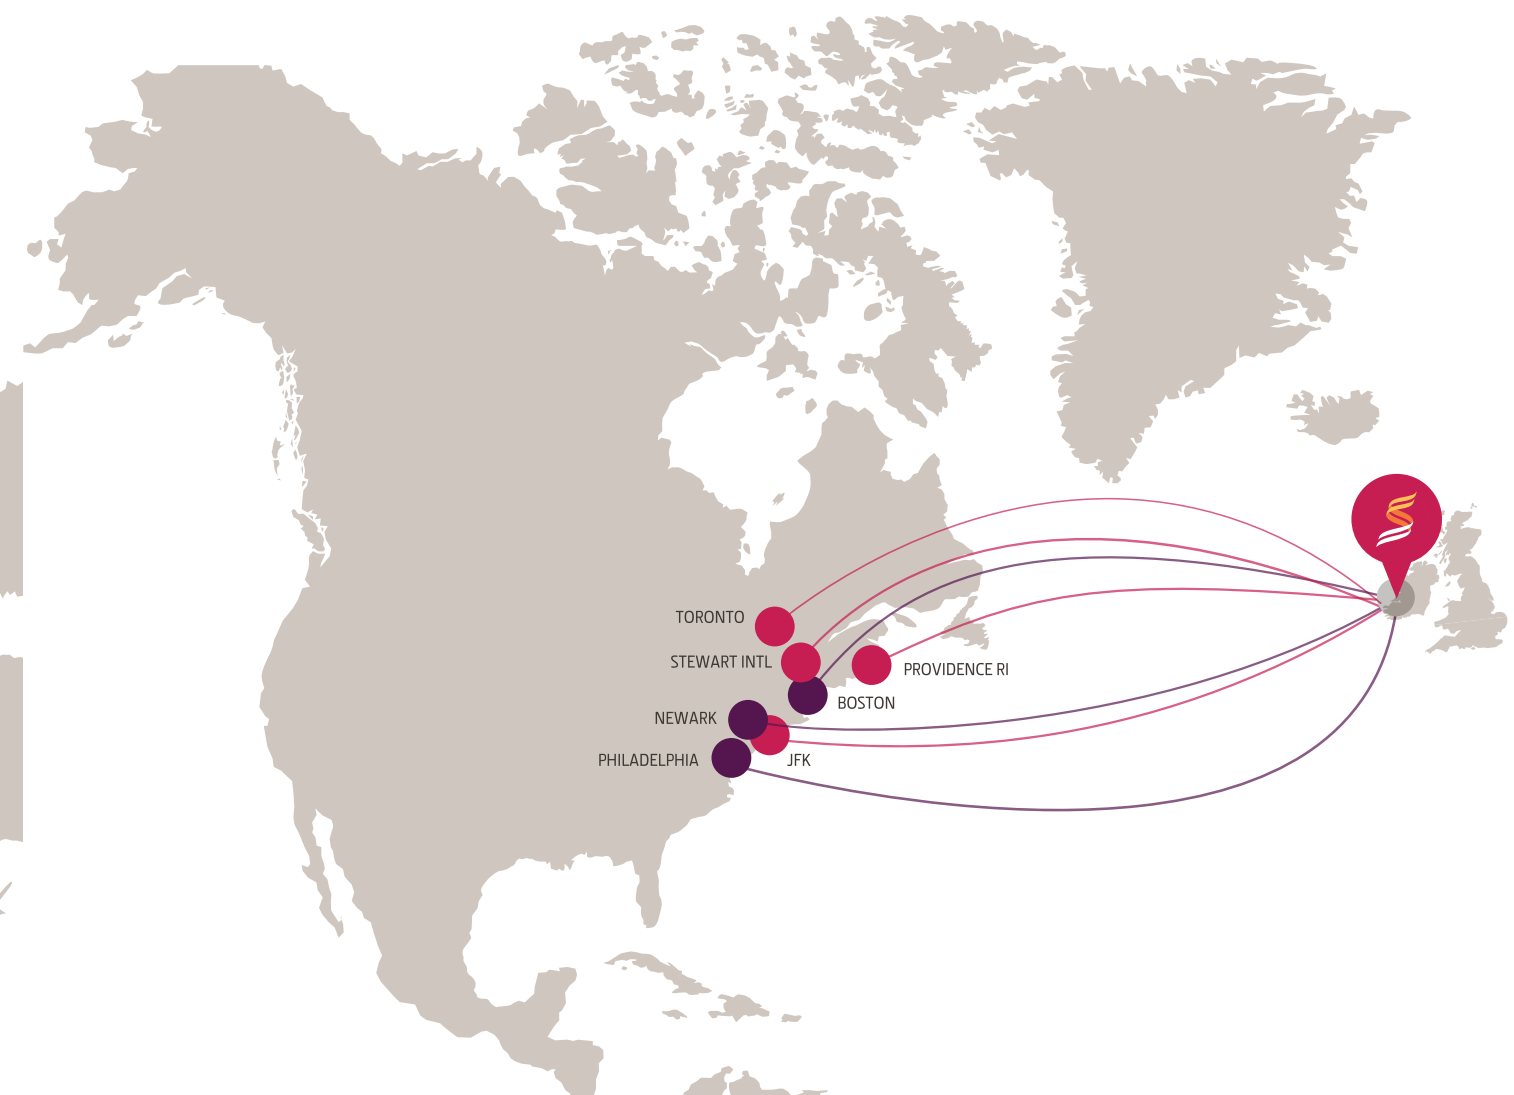 TORONTO
STEWART INTL
PROVIDENCE RI
BOSTON
NEWARK
PHILADELPHIA
JFK